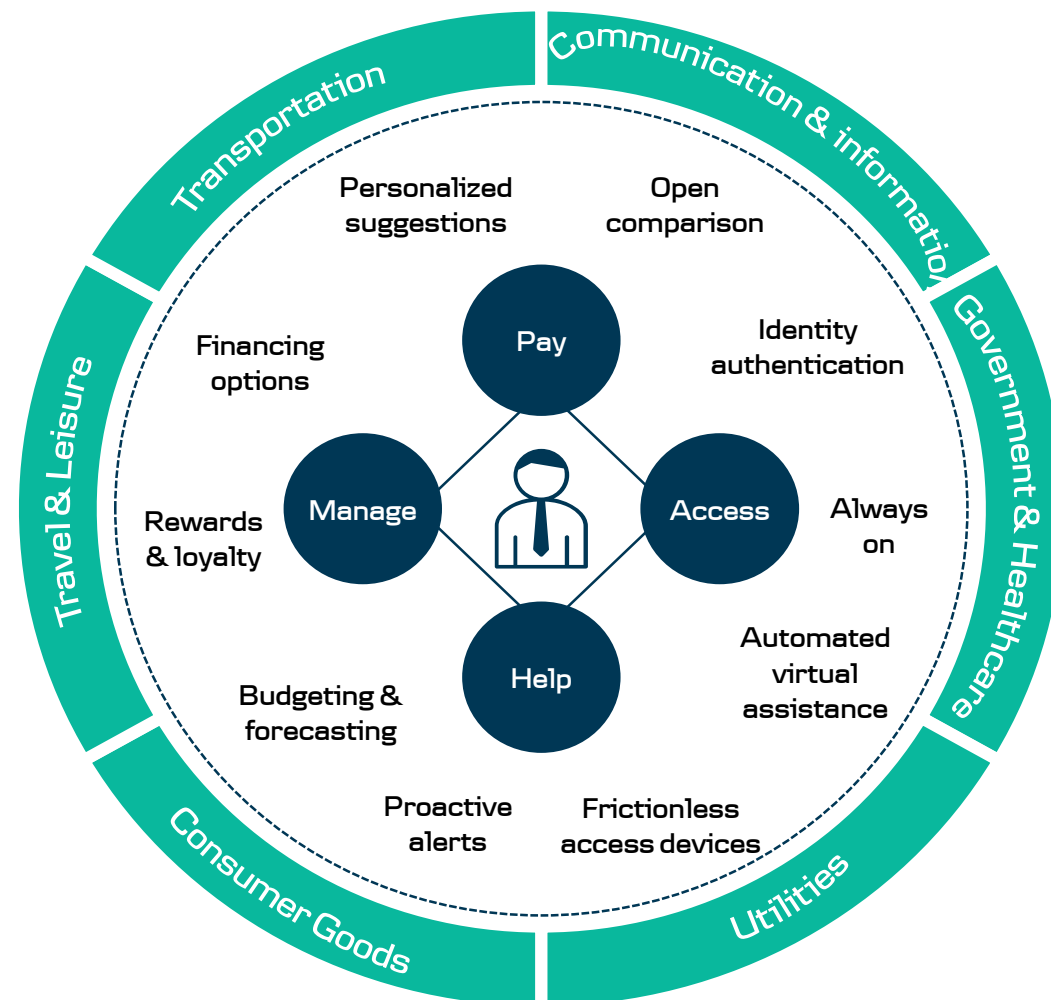 Transportation
Communication & information
Government & Healthcare
Utilities
Consumer Goods
Travel & Leisure
Personalized
suggestions
Open
comparison
Identity
authentication
Always
on
Automated
virtual
assistance
Frictionless
access devices
Proactive
alerts
Budgeting &
forecasting
Rewards
& loyalty
Financing
options
Pay
Manage
Access
Help